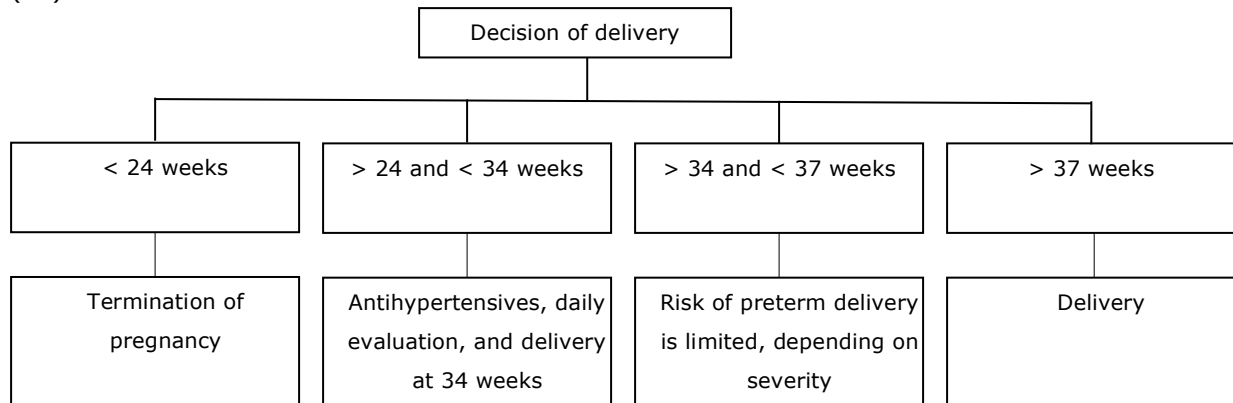 Decision of delivery
< 24 weeks
> 24 and < 34 weeks
> 34 and < 37 weeks
> 37 weeks
Termination of
pregnancy
Antihypertensives, daily
evaluation, and delivery
at 34 weeks
Risk of preterm delivery
is limited, depending on
severity
Delivery